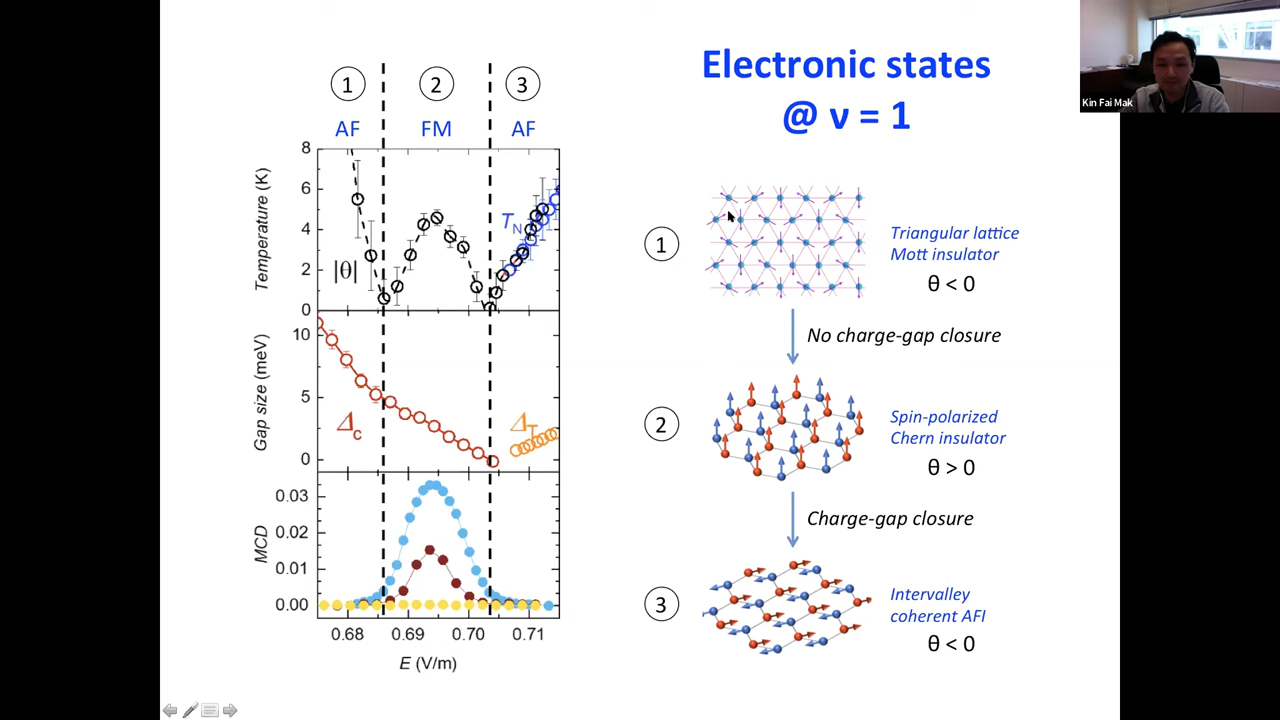 Electronic states
@ ν = 1
Kin Fai Mak
1
2
3
AF
FM
AF
Temperature (K)
8
6
4
2
0
|θ|
T_N
Gap size (meV)
10
5
0
Δ_c
Δ_T
MCD
0.03
0.02
0.01
0.00
0.68
0.69
0.70
0.71
E (V/m)
1
Triangular lattice
Mott insulator
θ < 0
No charge-gap closure
2
Spin-polarized
Chern insulator
θ > 0
Charge-gap closure
3
Intervalley
coherent AFI
θ < 0